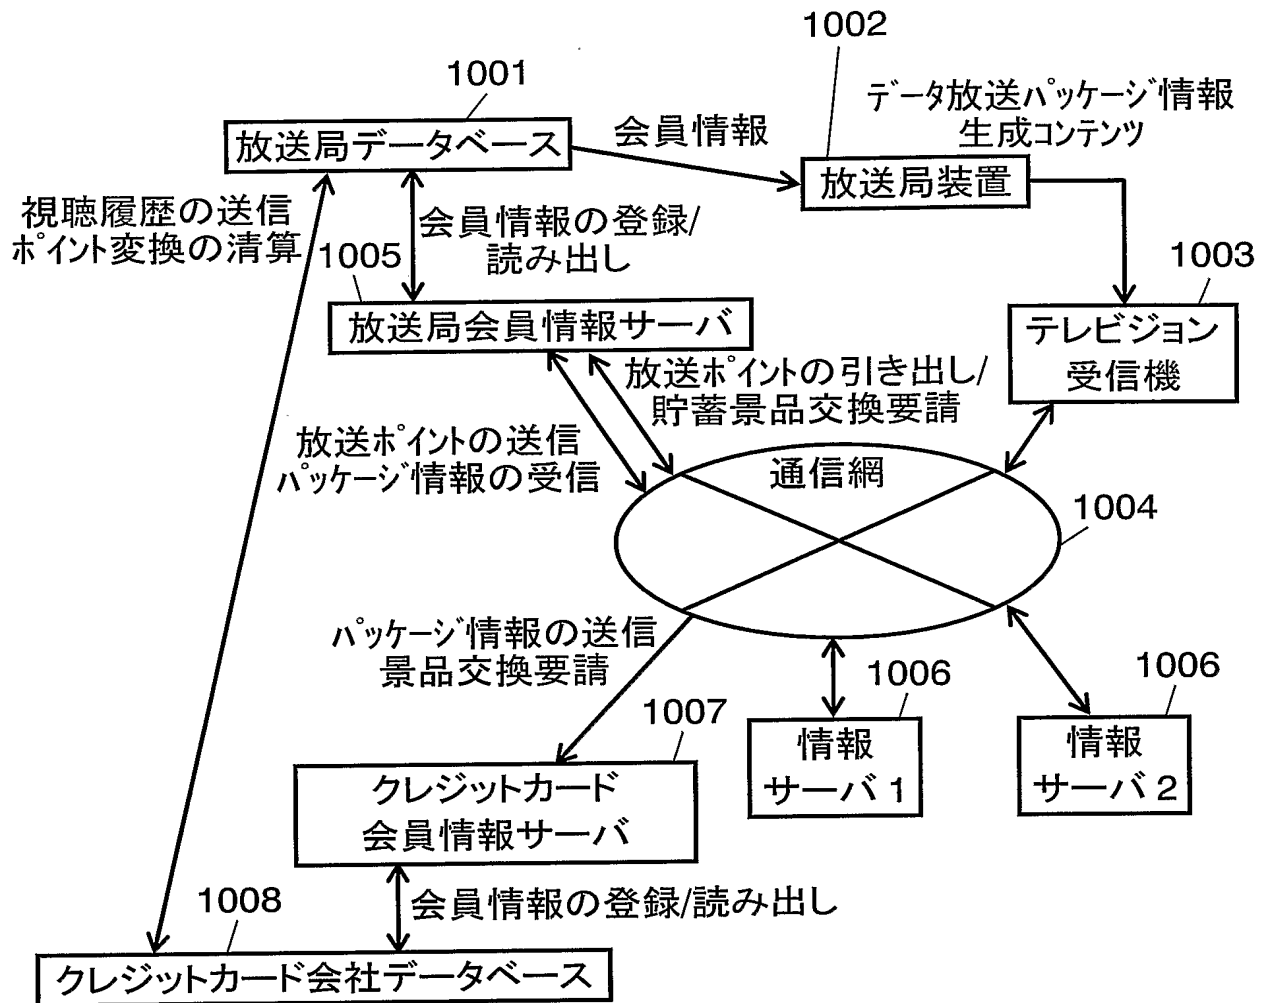 1002
1001
データ放送パッケージ情報
生成コンテンツ
会員情報
放送局データベース
放送局装置
視聴履歴の送信
ポイント変換の清算
会員情報の登録/
読み出し
1005
1003
放送局会員情報サーバ
テレビジョン
受信機
放送ポイントの引き出し/
貯蓄景品交換要請
放送ポイントの送信
パッケージ情報の受信
通信網
1004
パッケージ情報の送信
景品交換要請
1006
1006
1007
情報
サーバ1
情報
サーバ2
クレジットカード
会員情報サーバ
1008
会員情報の登録/読み出し
クレジットカード会社データベース